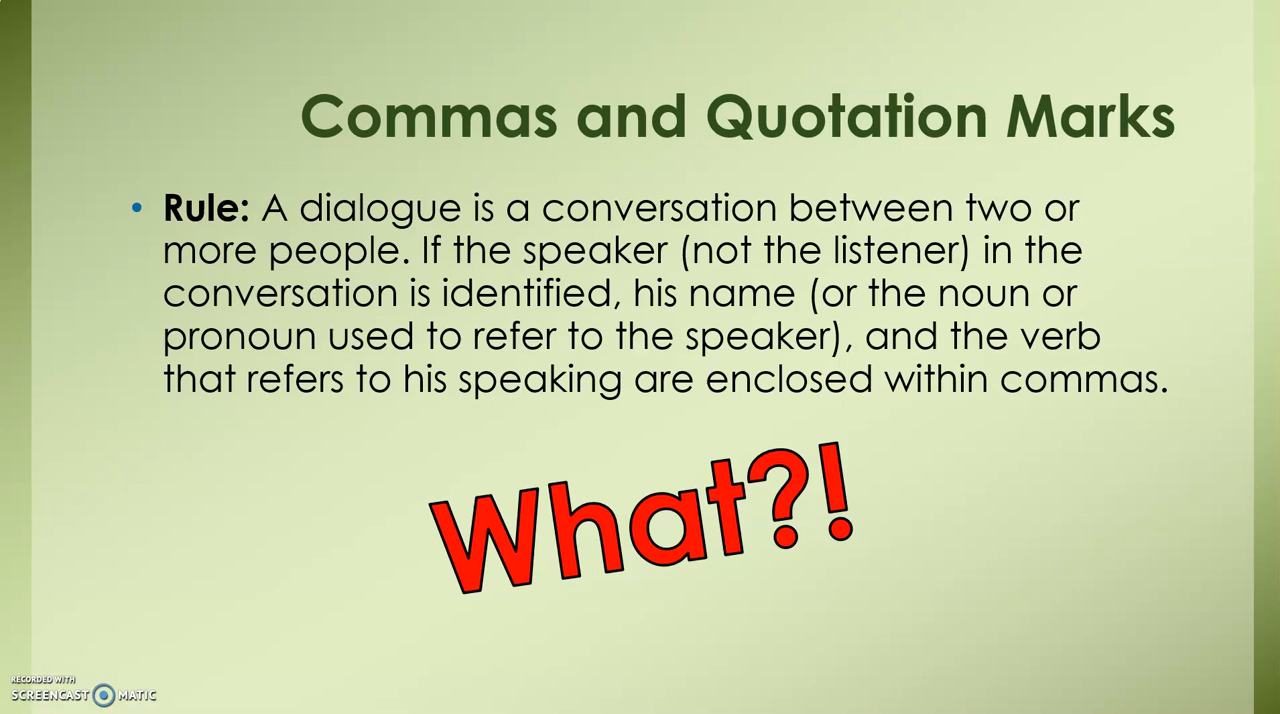 Commas and Quotation Marks
• Rule: A dialogue is a conversation between two or
more people. If the speaker (not the listener) in the
conversation is identified, his name (or the noun or
pronoun used to refer to the speaker), and the verb
that refers to his speaking are enclosed within commas.
What?!
RECORDED WITH
SCREENCAST MATIC